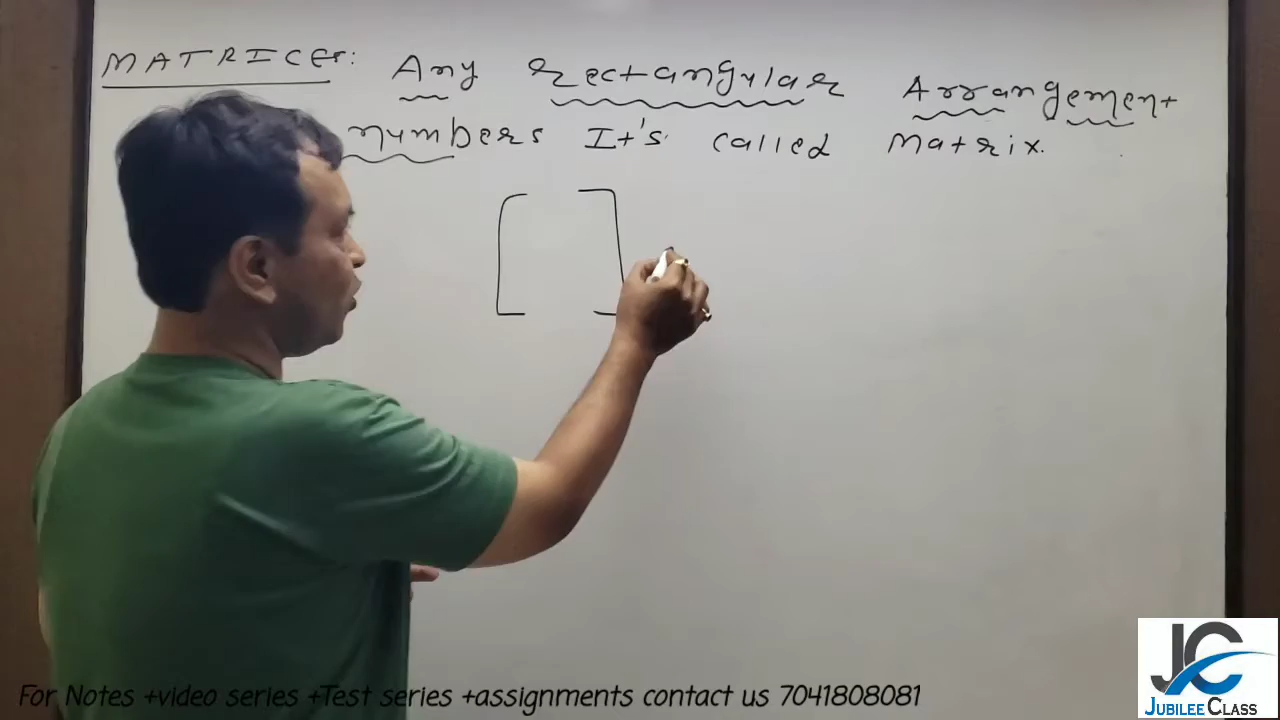 MATRICES: Any rectangular Arrangement
numbers It's called Matrix.
For Notes +video series +Test series +assignments contact us 7041808081
JC
JUBILEE CLASS